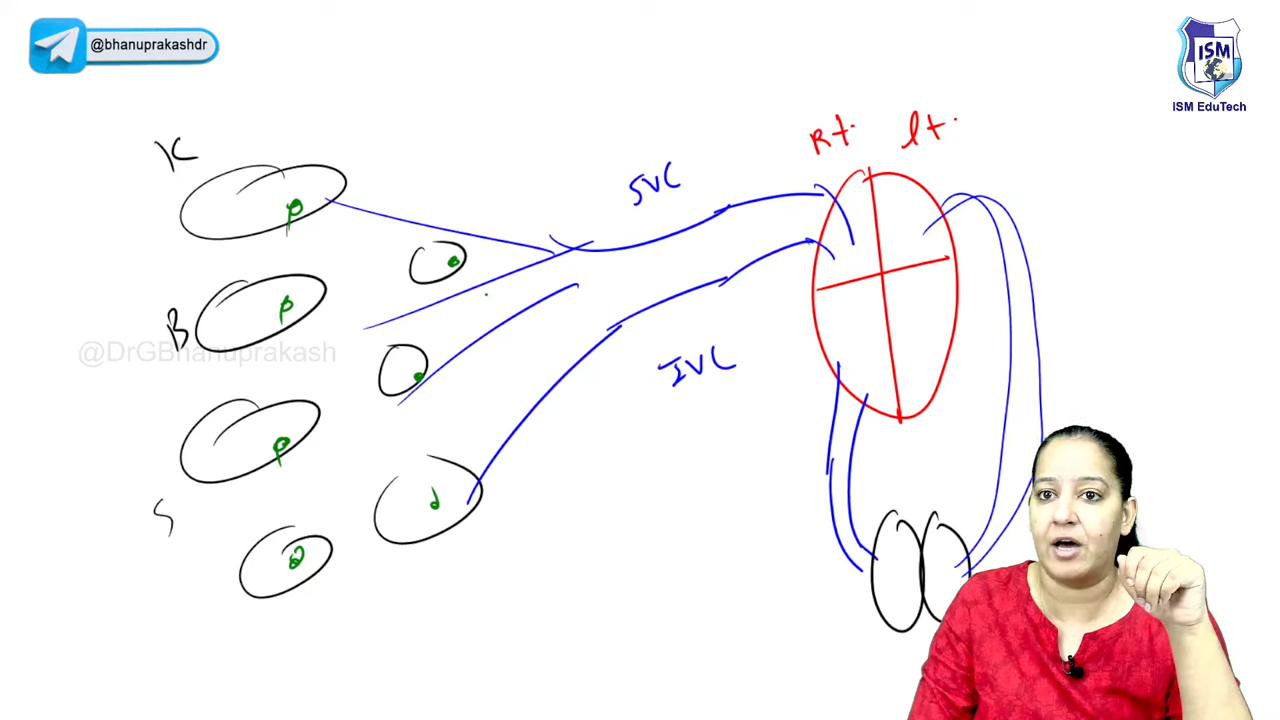 @bhanuprakashdr
ISM
ISM EduTech
Rt. lt.
K
SVC
p
B
p
@DrGBhanuprakash
IVC
p
d
S